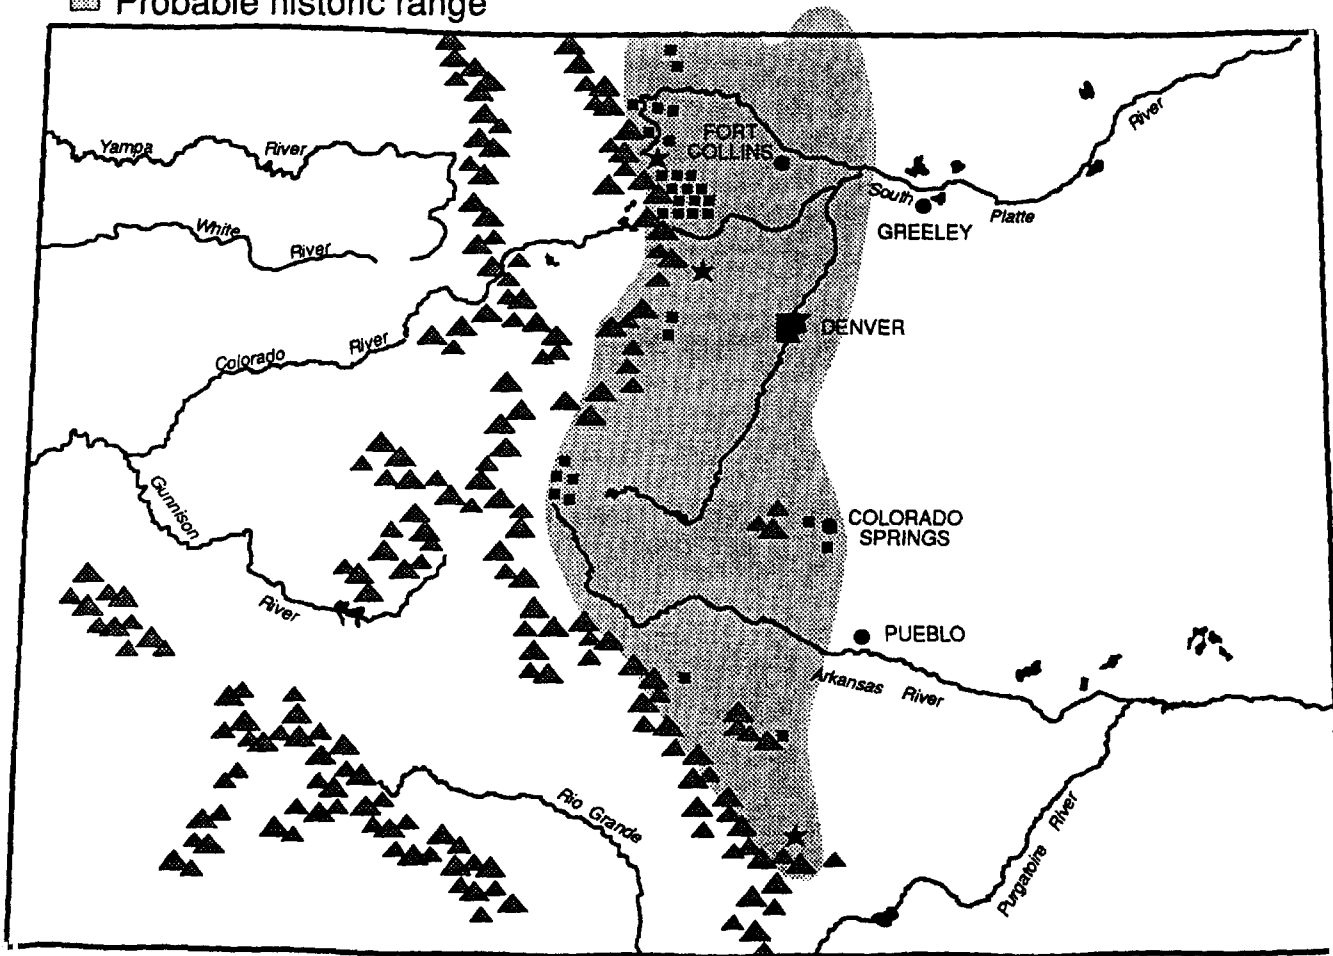 Probable historic range
Yampa River
River
FORT
COLLINS
White River
South Platte
GREELEY
DENVER
Colorado River
Gunnison
River
COLORADO
SPRINGS
PUEBLO
Arkansas River
Rio Grande
Purgatoire River